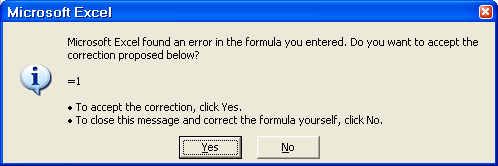 Microsoft Excel
Microsoft Excel found an error in the formula you entered. Do you want to accept the
correction proposed below?
=1
• To accept the correction, click Yes.
• To close this message and correct the formula yourself, click No.
Yes
No